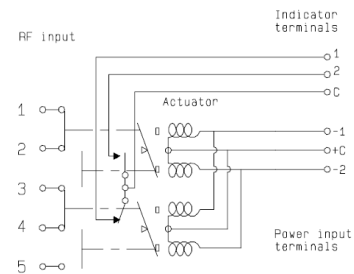 Indicator
terminals
RF input
1
2
C
Actuator
1
2
3
4
5
-1
+C
-2
Power input
terminals